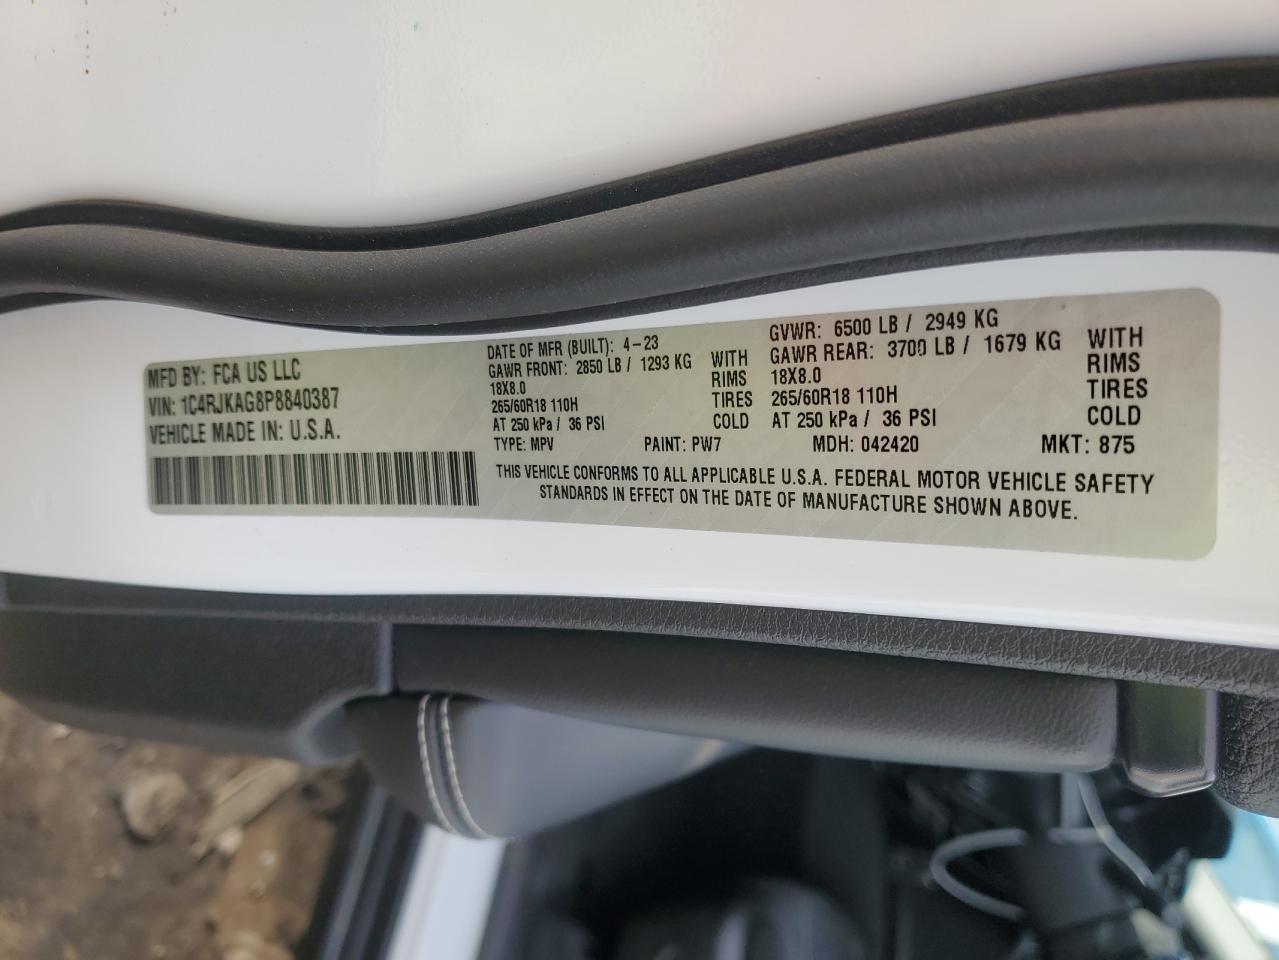 MFD BY: FCA US LLC
VIN: 1C4RJKAG8P8840387
VEHICLE MADE IN: U.S.A.
DATE OF MFR (BUILT): 4-23
GAWR FRONT: 2850 LB / 1293 KG WITH
18X8.0 RIMS
265/60R18 110H TIRES
AT 250 kPa / 36 PSI COLD
GVWR: 6500 LB / 2949 KG
GAWR REAR: 3700 LB / 1679 KG WITH
18X8.0 RIMS
265/60R18 110H TIRES
AT 250 kPa / 36 PSI COLD
TYPE: MPV PAINT: PW7 MDH: 042420 MKT: 875
THIS VEHICLE CONFORMS TO ALL APPLICABLE U.S.A. FEDERAL MOTOR VEHICLE SAFETY
STANDARDS IN EFFECT ON THE DATE OF MANUFACTURE SHOWN ABOVE.